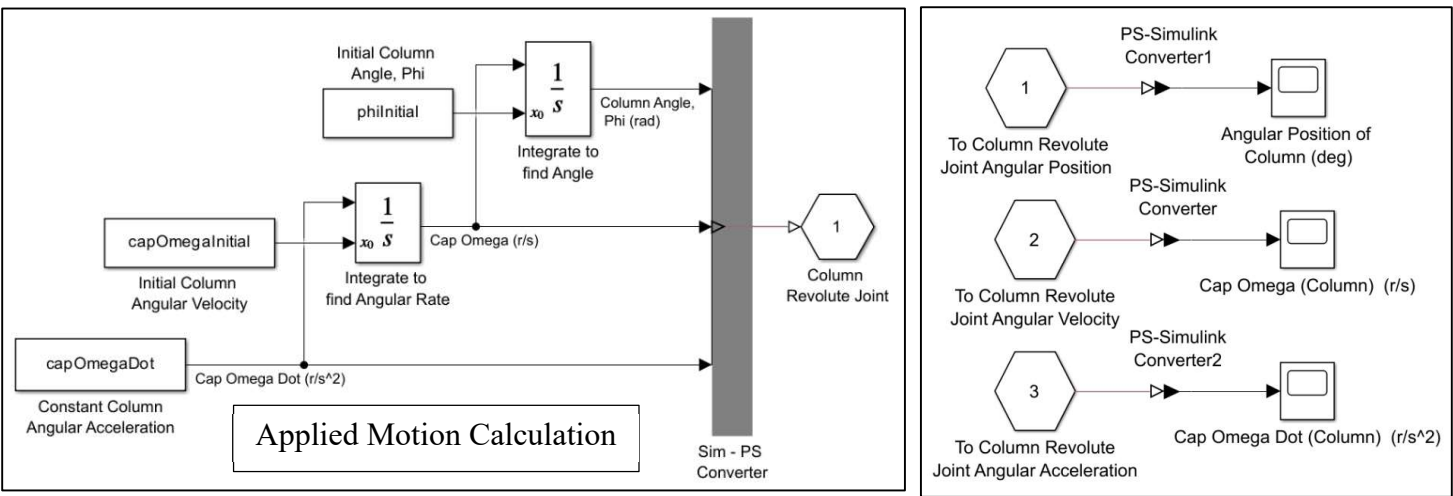 Initial Column
Angle, Phi
phiInitial
1
s
x₀
Integrate to
find Angle
Column Angle,
Phi (rad)
capOmegaInitial
Initial Column
Angular Velocity
1
s
x₀
Integrate to
find Angular Rate
Cap Omega (r/s)
1
Column
Revolute Joint
capOmegaDot
Cap Omega Dot (r/s^2)
Constant Column
Angular Acceleration
Applied Motion Calculation
Sim - PS
Converter
1
To Column Revolute
Joint Angular Position
PS-Simulink
Converter1
Angular Position of
Column (deg)
2
To Column Revolute
Joint Angular Velocity
PS-Simulink
Converter
Cap Omega (Column) (r/s)
3
To Column Revolute
Joint Angular Acceleration
PS-Simulink
Converter2
Cap Omega Dot (Column) (r/s^2)